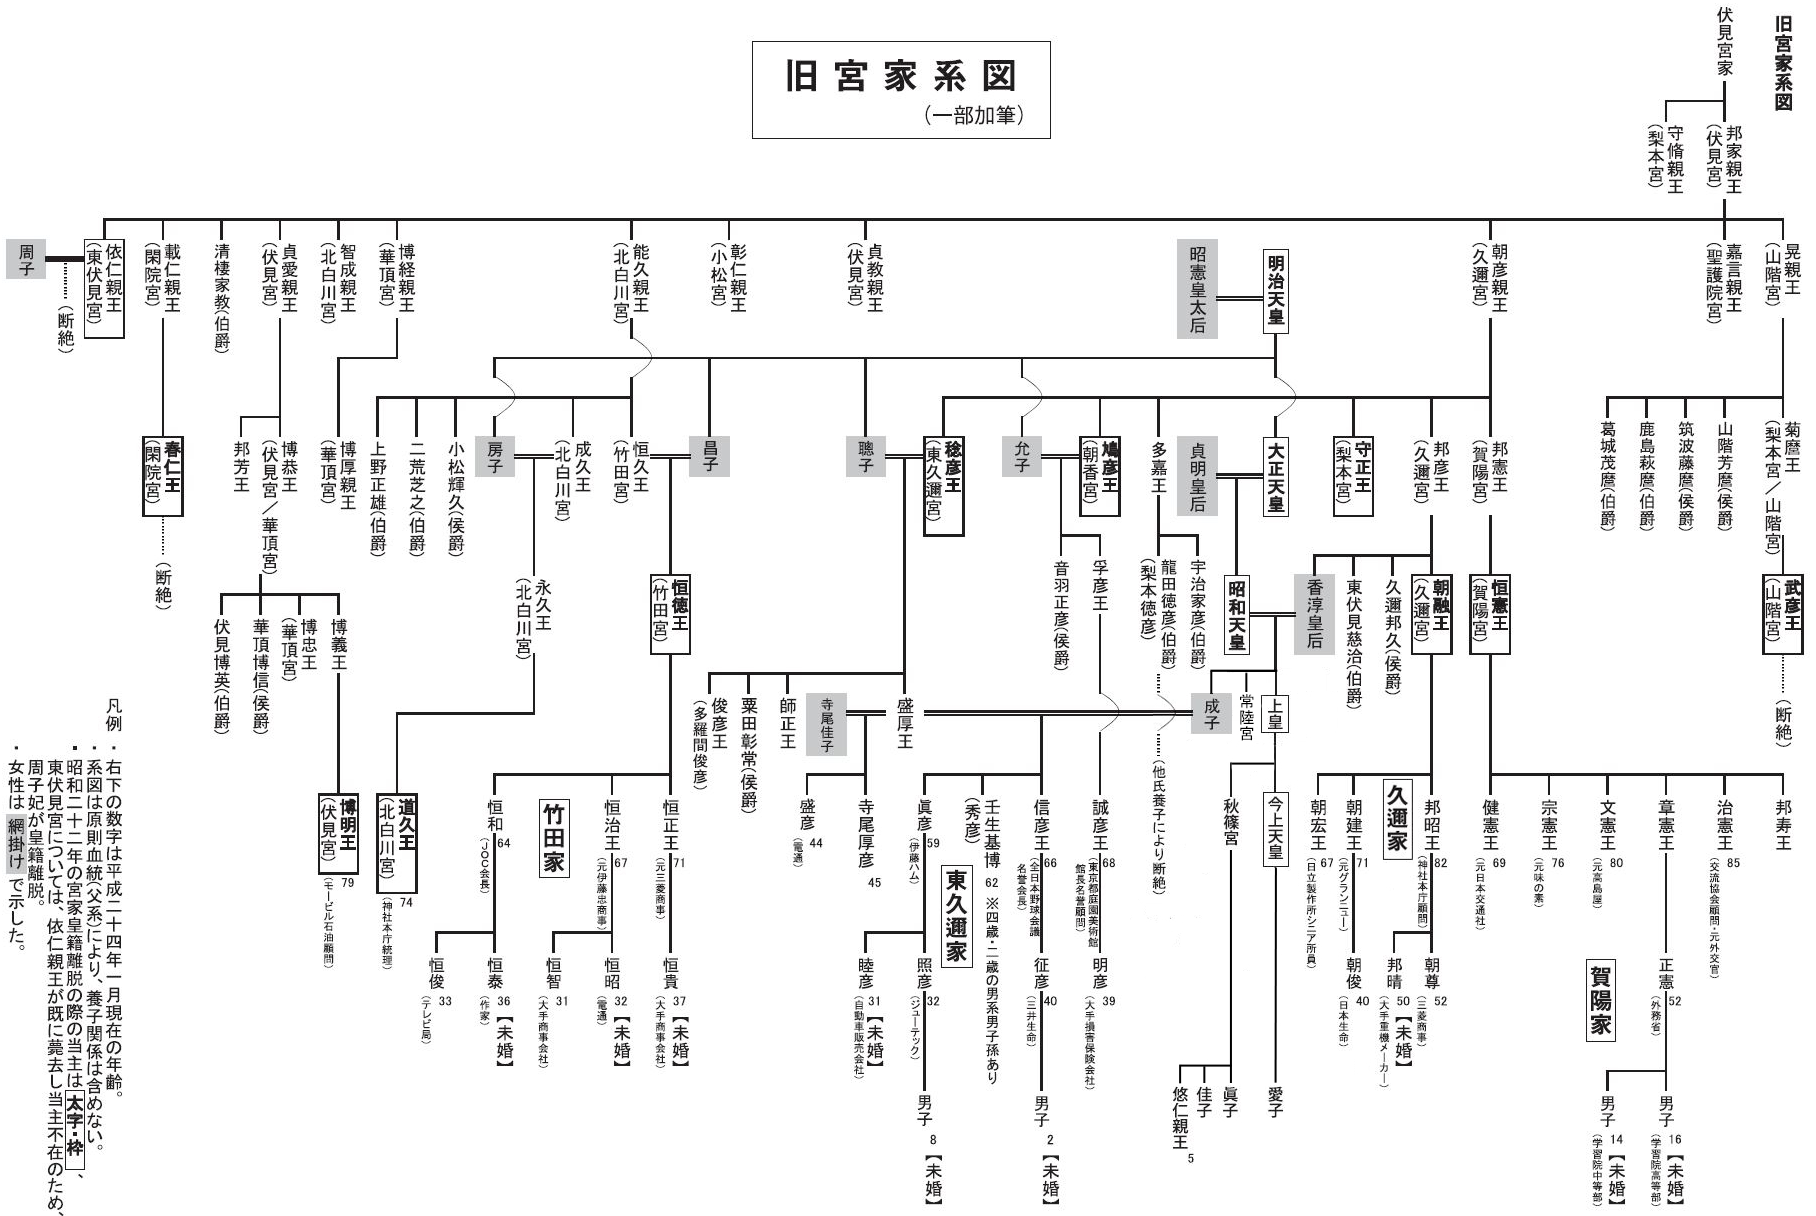 旧宮家系図
（一部加筆）
旧宮家系図
伏見宮家
邦家親王
（伏見宮）
守脩親王
（梨本宮）
晃親王
（山階宮）
嘉言親王
（聖護院宮）
朝彦親王
（久邇宮）
明治天皇
昭憲皇太后
貞教親王
（伏見宮）
彰仁親王
（小松宮）
能久親王
（北白川宮）
博経親王
（華頂宮）
智成親王
（北白川宮）
貞愛親王
（伏見宮）
清棲家教（伯爵）
載仁親王
（閑院宮）
依仁親王
（東伏見宮）
周子
（断絶）
菊麿王
（梨本宮／山階宮）
山階芳麿（侯爵）
筑波藤麿（侯爵）
鹿島萩麿（伯爵）
葛城茂麿（伯爵）
邦憲王
（賀陽宮）
邦彦王
（久邇宮）
守正王
（梨本宮）
大正天皇
貞明皇后
多嘉王
鳩彦王
（朝香宮）
允子
稔彦王
（東久邇宮）
聰子
昌子
恒久王
（竹田宮）
成久王
（北白川宮）
房子
小松輝久（侯爵）
二荒芝之（伯爵）
上野正雄（伯爵）
博厚親王
（華頂宮）
博恭王
（伏見宮／華頂宮）
邦芳王
春仁王
（閑院宮）
（断絶）
武彦王
（山階宮）
（断絶）
恒憲王
（賀陽宮）
朝融王
（久邇宮）
久邇邦久（侯爵）
東伏見慈洽（伯爵）
香淳皇后
昭和天皇
宇治家彦（伯爵）
龍田徳彦（伯爵）
（梨本徳彦）
孚彦王
音羽正彦（侯爵）
恒徳王
（竹田宮）
永久王
（北白川宮）
博義王
博忠王
（華頂宮）
華頂博信（侯爵）
伏見博英（伯爵）
上皇
常陸宮
成子
盛厚王
寺尾佳子
師正王
粟田彰常（侯爵）
俊彦王
（多羅間俊彦）
邦寿王
治憲王
85
（交流協会顧問・元外交官）
章憲王
文憲王
80
（元高島屋）
宗憲王
76
（元味の素）
健憲王
69
（元日本交通社）
久邇家
邦昭王
82
（神社本庁顧問）
朝建王
71
（元グランニュー）
朝宏王
67
（日立製作所シニア所員）
今上天皇
秋篠宮
（他氏養子により断絶）
誠彦王
68
（東京都庭園美術館
館長名誉顧問）
信彦王
66
（全日本野球会議
名誉会長）
壬生基博 62 ※四歳・二歳の男系男子孫あり
（秀彦）
眞彦
59
（伊藤ハム）
東久邇家
寺尾厚彦
45
盛彦
44
（電通）
恒正王
71
（元三菱商事）
恒治王
67
（元伊藤忠商事）
竹田家
恒和
64
（JOC会長）
道久王
（北白川宮）
74
（神社本庁統理）
博明王
（伏見宮）
79
（モービル石油顧問）
賀陽家
正憲
52
（外務省）
朝尊
52
（三菱商事）
邦晴
50【未婚】
（大手重機メーカー）
朝俊
40
（日本生命）
明彦
39
（大手損害保険会社）
征彦
40
（三井生命）
照彦
32
（ジューテック）
睦彦
31【未婚】
（自動車販売会社）
恒貴
37【未婚】
（大手商事会社）
恒昭
32【未婚】
（電通）
恒智
31
（大手商事会社）
恒泰
36【未婚】
（作家）
恒俊
33
（テレビ局）
男子
16【未婚】
（学習院高等部）
男子
14【未婚】
（学習院中等部）
愛子
眞子
佳子
悠仁親王
5
男子
2【未婚】
男子
8【未婚】
凡例・右下の数字は平成二十四年一月現在の年齢。
・系図は原則血統（父系）により、養子関係は含めない。
・昭和二十二年の宮家皇籍離脱の際の当主は太字・枠、
東伏見宮については、依仁親王が既に薨去し当主不在のため、
周子妃が皇籍離脱。
・女性は網掛けで示した。